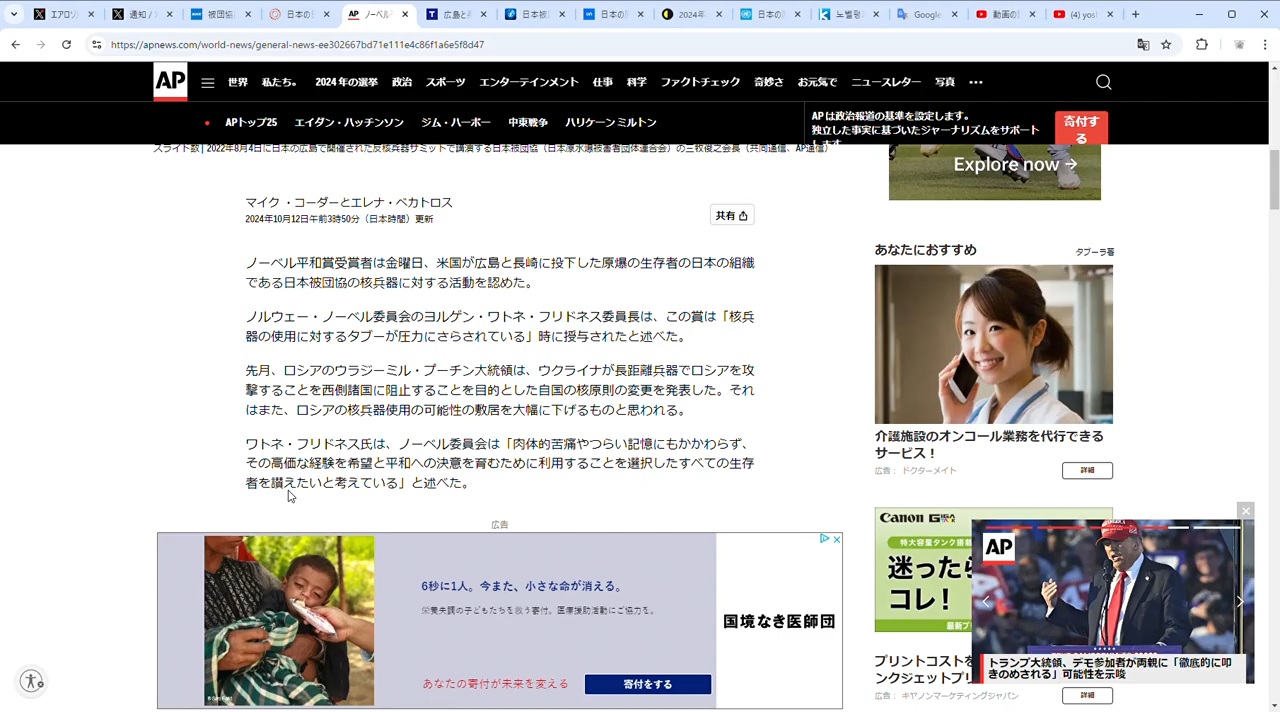 エアロゾ
通知 / X
被団協
日本の
ノーベル
広島と
日本被
日本の
2024年
日本の
노벨평
Google
動画の
(4) yos
https://apnews.com/world-news/general-news-ee302667bd71e111e4c86f1a6e5f8d47
AP
世界 私たち。 2024 年の選挙 政治 スポーツ エンターテインメント 仕事 科学 ファクトチェック 奇妙さ お元気で ニュースレター 写真 •••
APトップ25 エイダン・ハッチンソン ジム・ハーボー 中東戦争 ハリケーン ミルトン
APは政治報道の基準を設定します。
独立した事実に基づいたジャーナリズムをサポート
します。
寄付す
る
スライド数 | 2022年8月4日に日本の広島で開催された反核兵器サミットで講演する日本被団協（日本原水爆被害者団体連合会）の三枚俊之会長（共同通信、AP通信）
Explore now →
マイク ・コーダーとエレナ・ベカトロス
2024年10月12日午前3時50分（日本時間）更新
共有
ノーベル平和賞受賞者は金曜日、米国が広島と長崎に投下した原爆の生存者の日本の組織
である日本被団協の核兵器に対する活動を認めた。
ノルウェー・ノーベル委員会のヨルゲン・ワトネ・フリドネス委員長は、この賞は「核兵
器の使用に対するタブーが圧力にさらされている」時に授与されたと述べた。
先月、ロシアのウラジーミル・プーチン大統領は、ウクライナが長距離兵器でロシアを攻
撃することを西側諸国に阻止することを目的とした自国の核原則の変更を発表した。それ
はまた、ロシアの核兵器使用の可能性の敷居を大幅に下げるものと思われる。
ワトネ・フリドネス氏は、ノーベル委員会は「肉体的苦痛やつらい記憶にもかかわらず、
その高価な経験を希望と平和への決意を育むために利用することを選択したすべての生存
者を讃えたいと考えている」と述べた。
広告
6秒に1人。今また、小さな命が消える。
栄養失調の子どもたちを救う寄付。医療援助活動にご協力を。
あなたの寄付が未来を変える
寄付をする
国境なき医師団
あなたにおすすめ
タブーラ著
介護施設のオンコール業務を代行できる
サービス！
広告： ドクターメイト
詳細
Canon GIGA TANK
特大容量タンク搭載
迷ったら
コレ！
プリントコストを
ンクジェットプリ
広告： キヤノンマーケティングジャパン
詳細
AP
トランプ大統領、デモ参加者が両親に「徹底的に叩
きのめされる」可能性を示唆